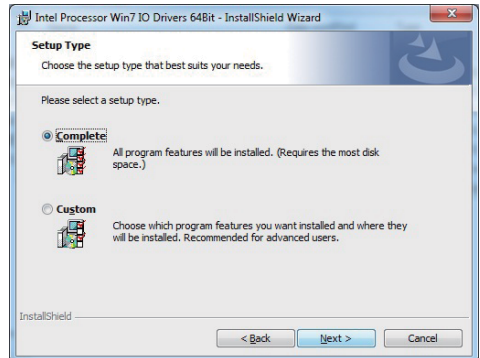 Intel Processor Win7 IO Drivers 64Bit - InstallShield Wizard
Setup Type
Choose the setup type that best suits your needs.
Please select a setup type.
Complete
All program features will be installed. (Requires the most disk
space.)
Custom
Choose which program features you want installed and where they
will be installed. Recommended for advanced users.
InstallShield
< Back
Next >
Cancel